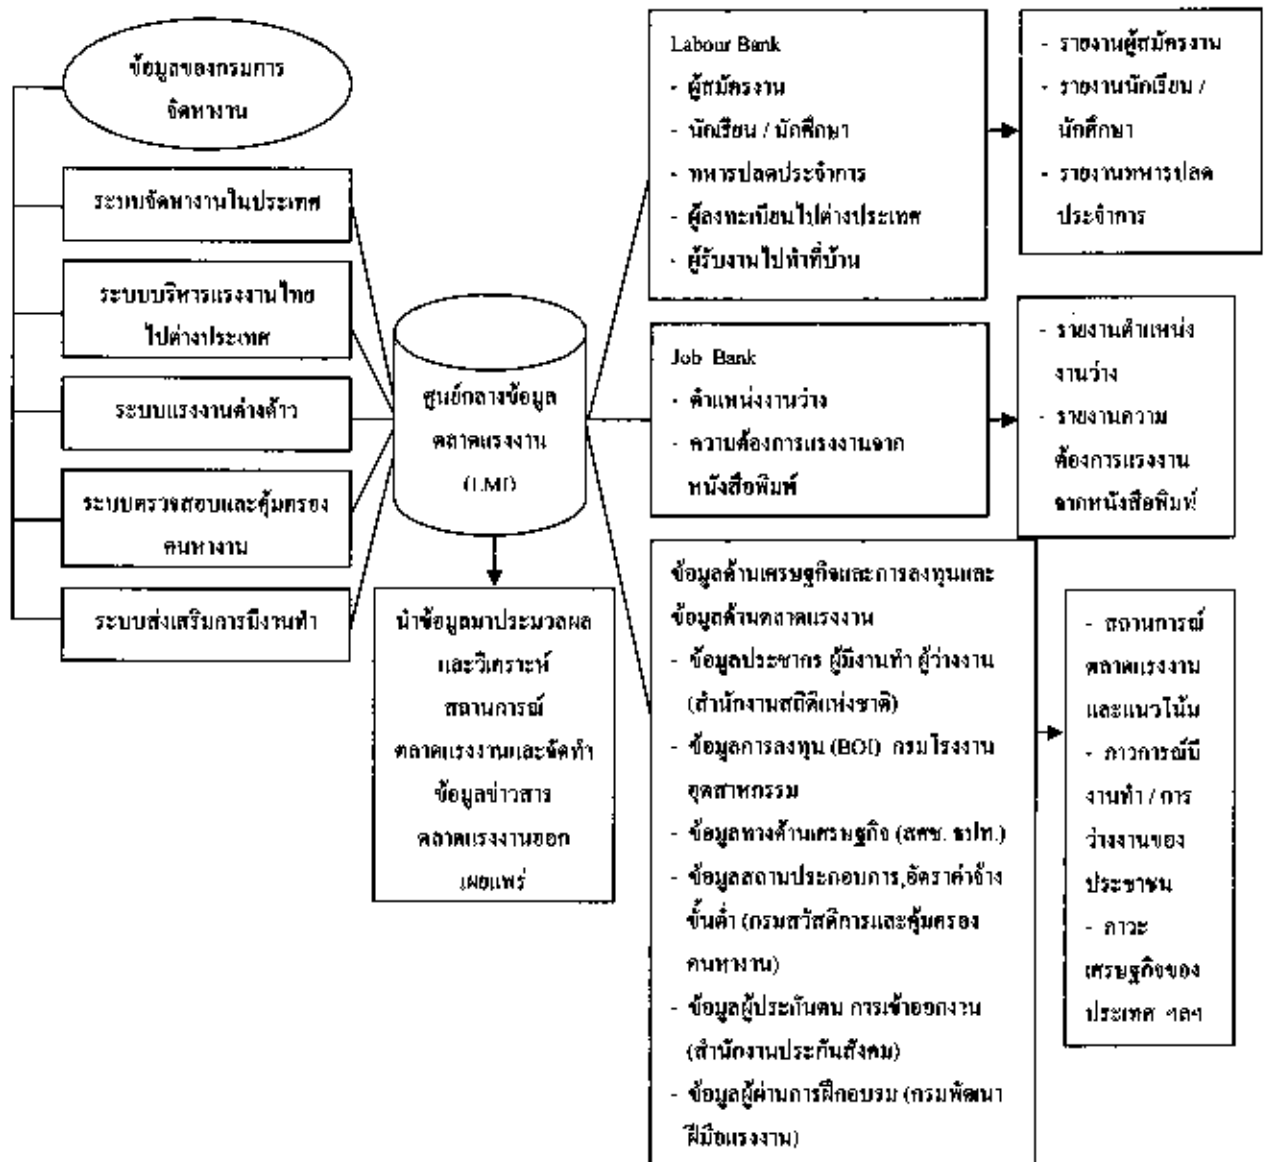 ข้อมูลของกรมการ
จัดหางาน
ระบบจัดหางานในประเทศ
ระบบบริหารแรงงานไทย
ไปต่างประเทศ
ระบบแรงงานต่างด้าว
ระบบตรวจสอบและคุ้มครอง
คนหางาน
ระบบส่งเสริมการมีงานทำ
ศูนย์กลางข้อมูล
ตลาดแรงงาน
(LMI)
นำข้อมูลมาประมวลผล
และวิเคราะห์
สถานการณ์
ตลาดแรงงานและจัดทำ
ข้อมูลข่าวสาร
ตลาดแรงงานออก
เผยแพร่
Labour Bank
- ผู้สมัครงาน
- นักเรียน / นักศึกษา
- ทหารปลดประจำการ
- ผู้ลงทะเบียนไปต่างประเทศ
- ผู้รับงานไปทำที่บ้าน
- รายงานผู้สมัครงาน
- รายงานนักเรียน /
นักศึกษา
- รายงานทหารปลด
ประจำการ
Job Bank
- ตำแหน่งงานว่าง
- ความต้องการแรงงานจาก
หนังสือพิมพ์
- รายงานตำแหน่ง
งานว่าง
- รายงานความ
ต้องการแรงงาน
จากหนังสือพิมพ์
ข้อมูลด้านเศรษฐกิจและการลงทุนและ
ข้อมูลด้านตลาดแรงงาน
- ข้อมูลประชากร ผู้มีงานทำ ผู้ว่างงาน
(สำนักงานสถิติแห่งชาติ)
- ข้อมูลการลงทุน (BOI) กรมโรงงาน
อุตสาหกรรม
- ข้อมูลทางด้านเศรษฐกิจ (สศช. ธปท.)
- ข้อมูลสถานประกอบการ,อัตราค่าจ้าง
ขั้นต่ำ (กรมสวัสดิการและคุ้มครอง
คนหางาน)
- ข้อมูลผู้ประกันตน การเข้าออกงาน
(สำนักงานประกันสังคม)
- ข้อมูลผู้ผ่านการฝึกอบรม (กรมพัฒนา
ฝีมือแรงงาน)
- สถานการณ์
ตลาดแรงงาน
และแนวโน้ม
- ภาวการณ์มี
งานทำ / การ
ว่างงานของ
ประชาชน
- ภาวะ
เศรษฐกิจของ
ประเทศ ฯลฯ